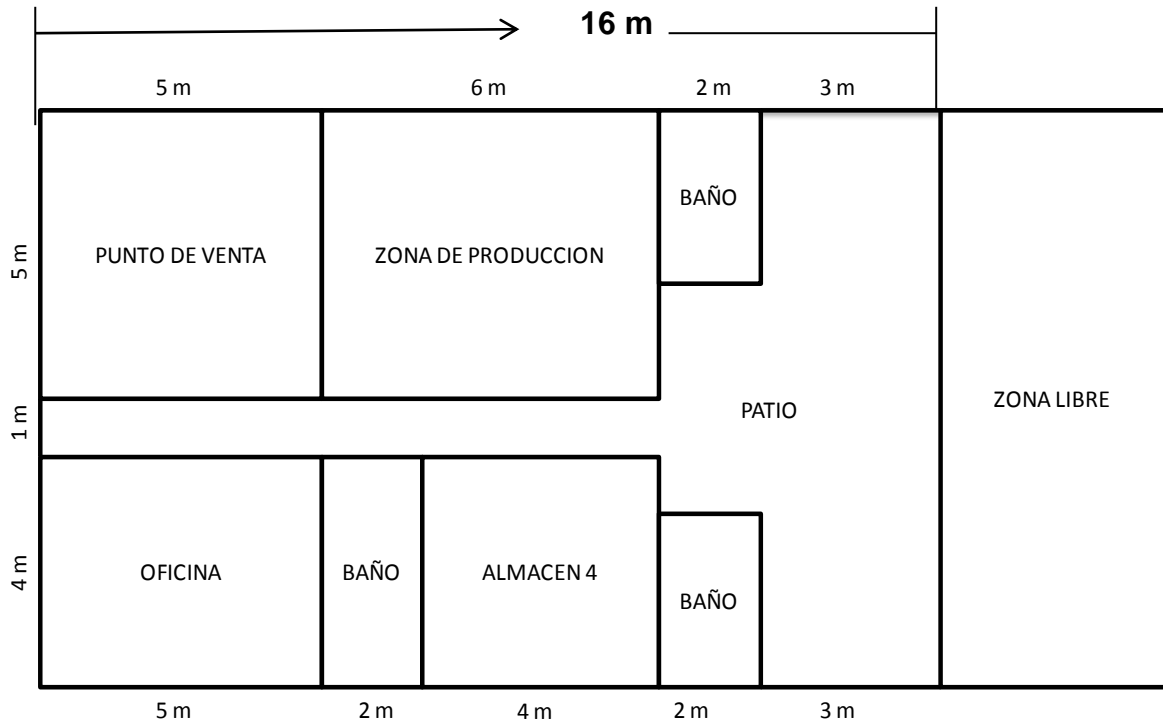 16 m
5 m
6 m
2 m
3 m
BAÑO
PUNTO DE VENTA
ZONA DE PRODUCCION
5 m
1 m
PATIO
ZONA LIBRE
4 m
OFICINA
BAÑO
ALMACEN 4
BAÑO
5 m
2 m
4 m
2 m
3 m